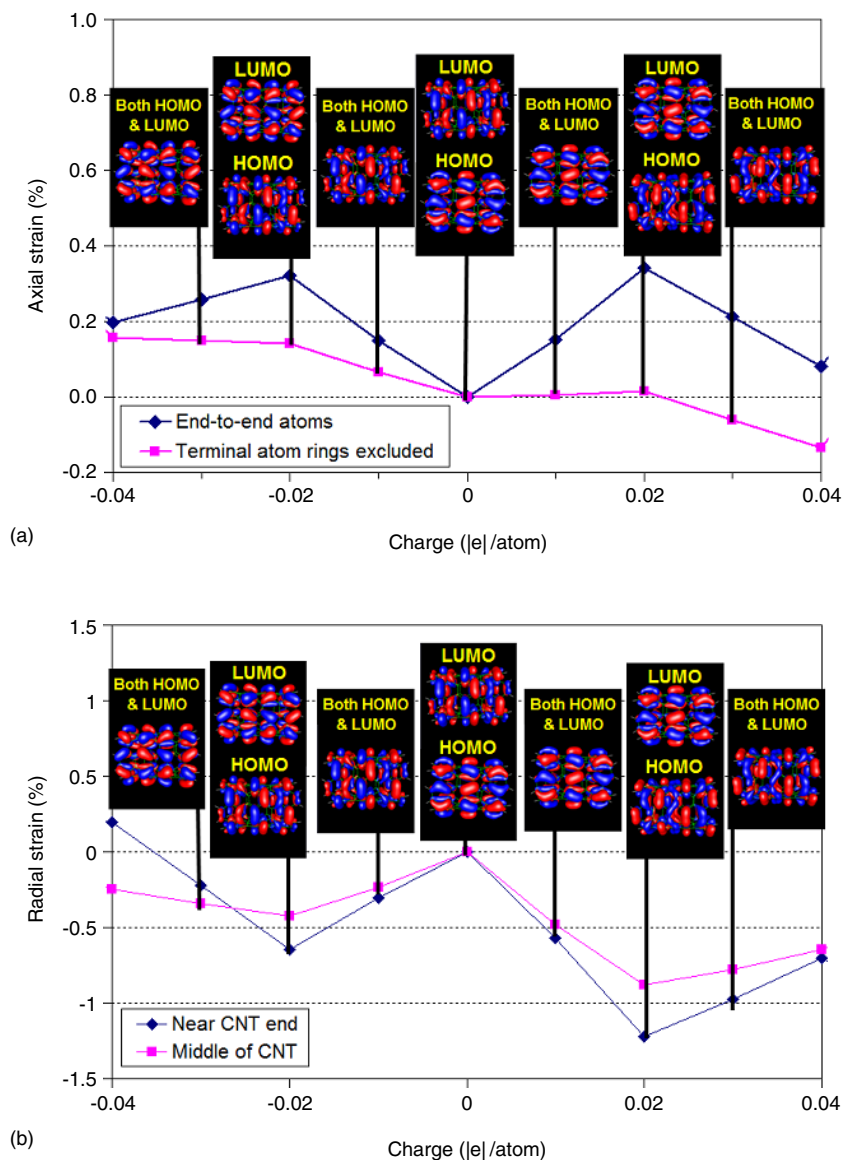 1.0
0.8
0.6
0.4
0.2
0.0
-0.2
Axial strain (%)
Both HOMO
& LUMO
LUMO
HOMO
Both HOMO
& LUMO
LUMO
HOMO
Both HOMO
& LUMO
LUMO
HOMO
Both HOMO
& LUMO
End-to-end atoms
Terminal atom rings excluded
-0.04
-0.02
0
0.02
0.04
(a)
Charge (|e| /atom)
1.5
1
0.5
0
-0.5
-1
-1.5
Radial strain (%)
Both HOMO
& LUMO
LUMO
HOMO
Both HOMO
& LUMO
LUMO
HOMO
Both HOMO
& LUMO
LUMO
HOMO
Both HOMO
& LUMO
Near CNT end
Middle of CNT
-0.04
-0.02
0
0.02
0.04
(b)
Charge (|e| /atom)